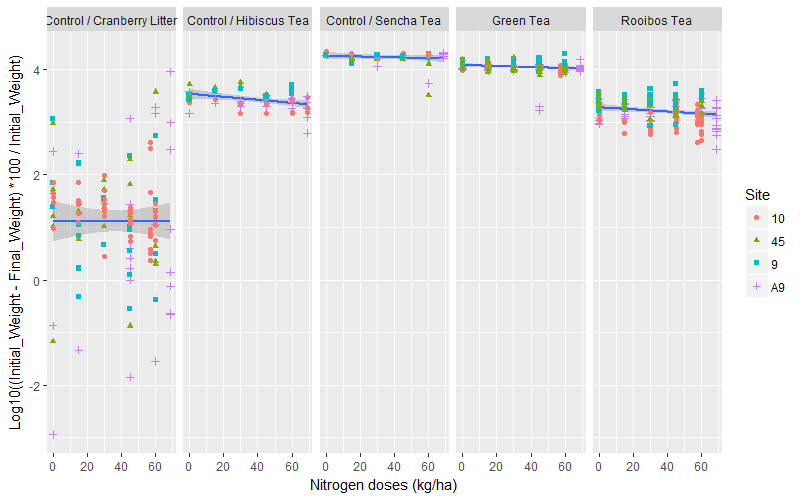 Control / Cranberry Litter
Control / Hibiscus Tea
Control / Sencha Tea
Green Tea
Rooibos Tea
Log10((Initial_Weight - Final_Weight) *100 / Initial_Weight)
4
2
0
-2
0 20 40 60
0 20 40 60
0 20 40 60
0 20 40 60
0 20 40 60
Nitrogen doses (kg/ha)
Site
10
45
9
A9